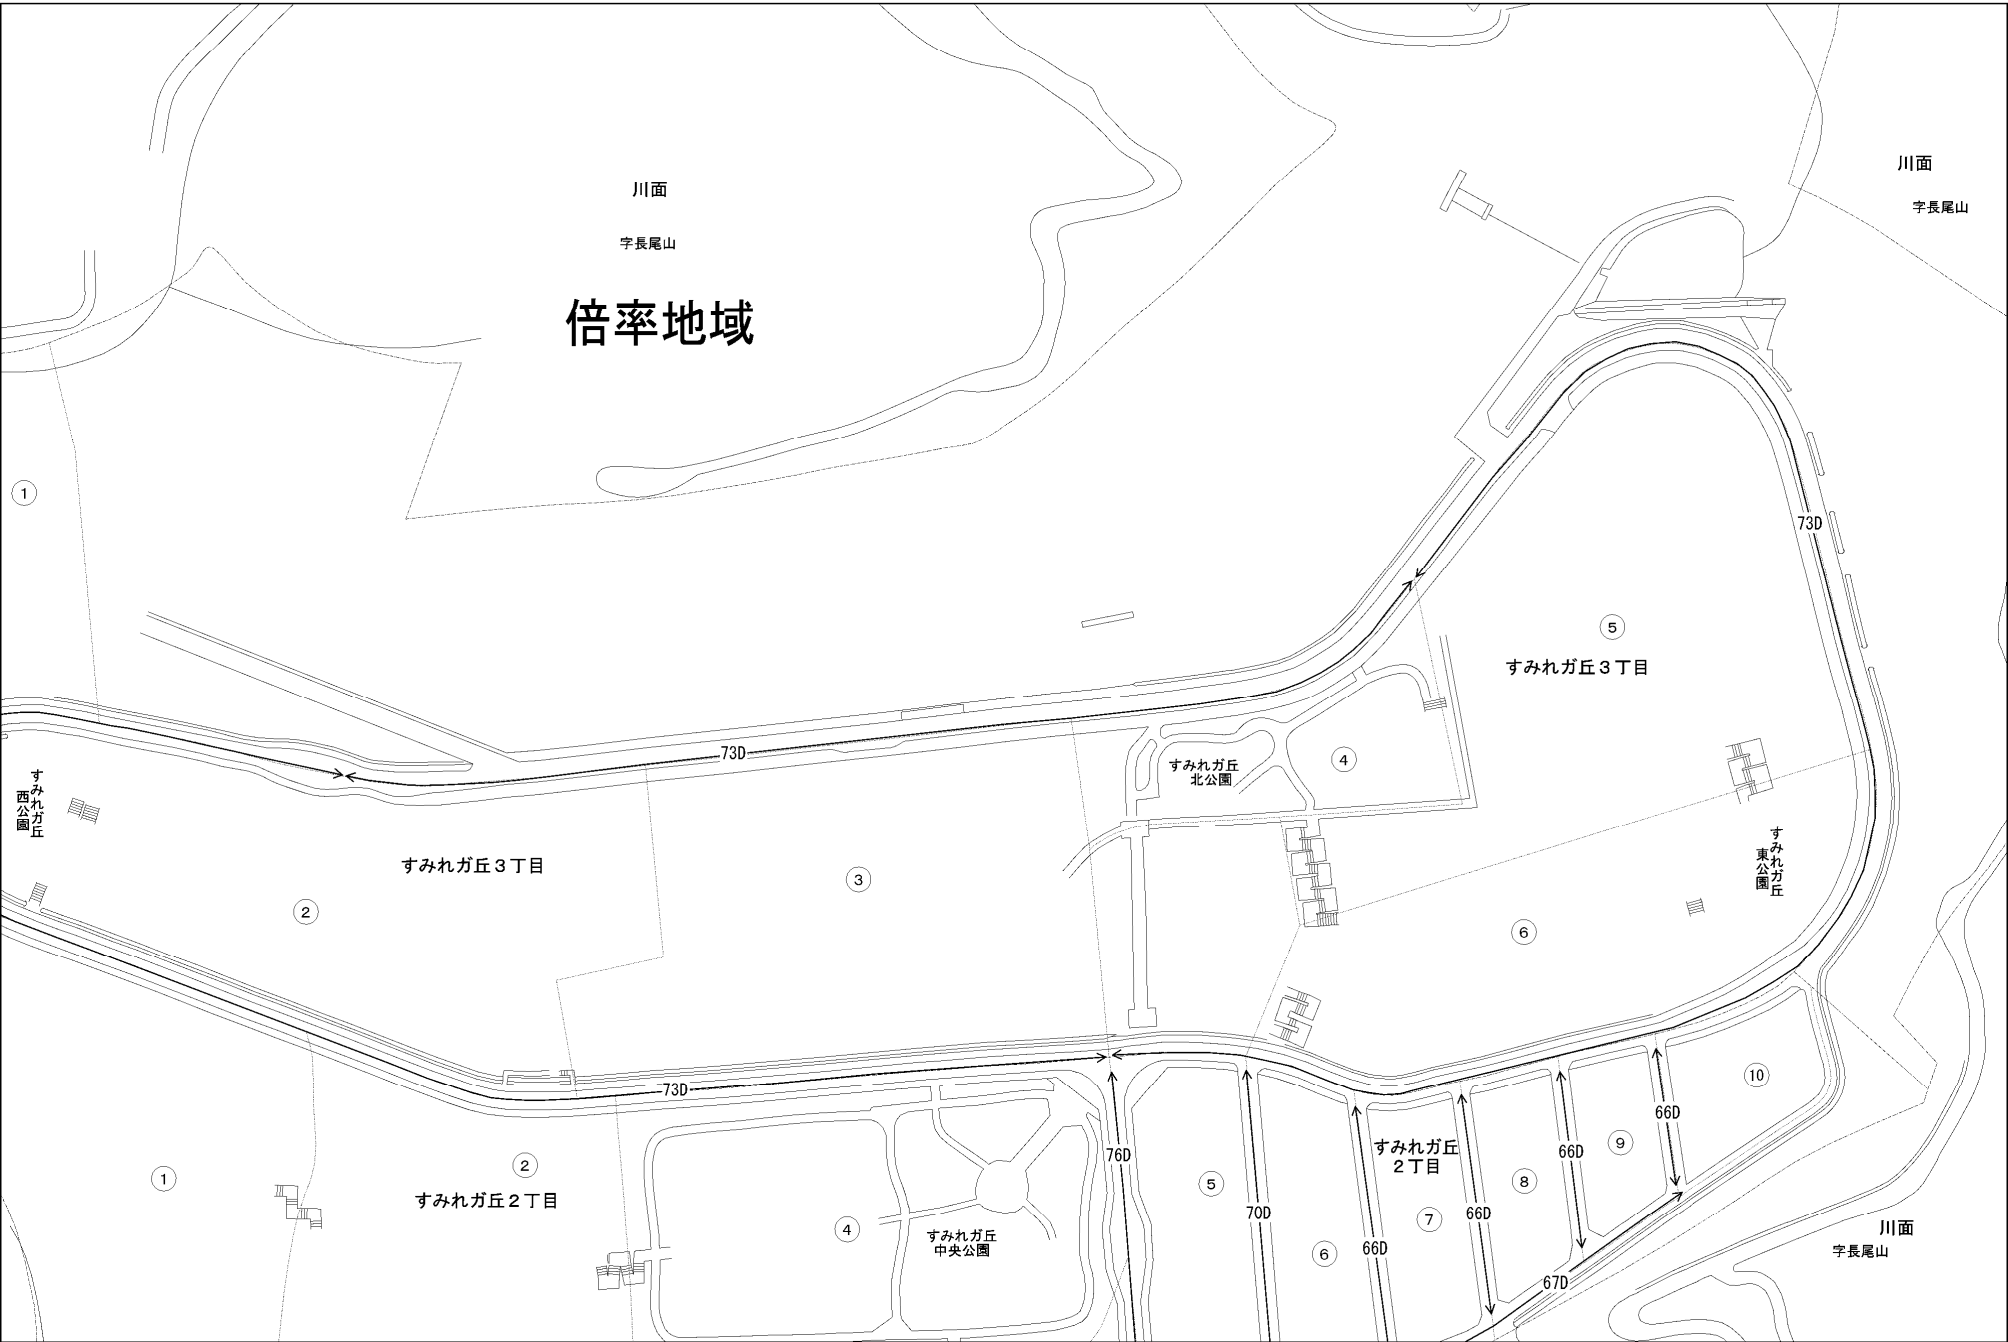 川面
字長尾山
倍率地域
川面
字長尾山
①
73D
⑤
すみれガ丘3丁目
73D
すみれガ丘
北公園
④
すみれガ丘
西公園
すみれガ丘3丁目
②
③
すみれガ丘
東公園
⑥
73D
①
②
すみれガ丘2丁目
④
すみれガ丘
中央公園
76D
⑤
70D
⑥
66D
すみれガ丘
2丁目
⑦
66D
⑧
66D
⑨
66D
⑩
67D
川面
字長尾山